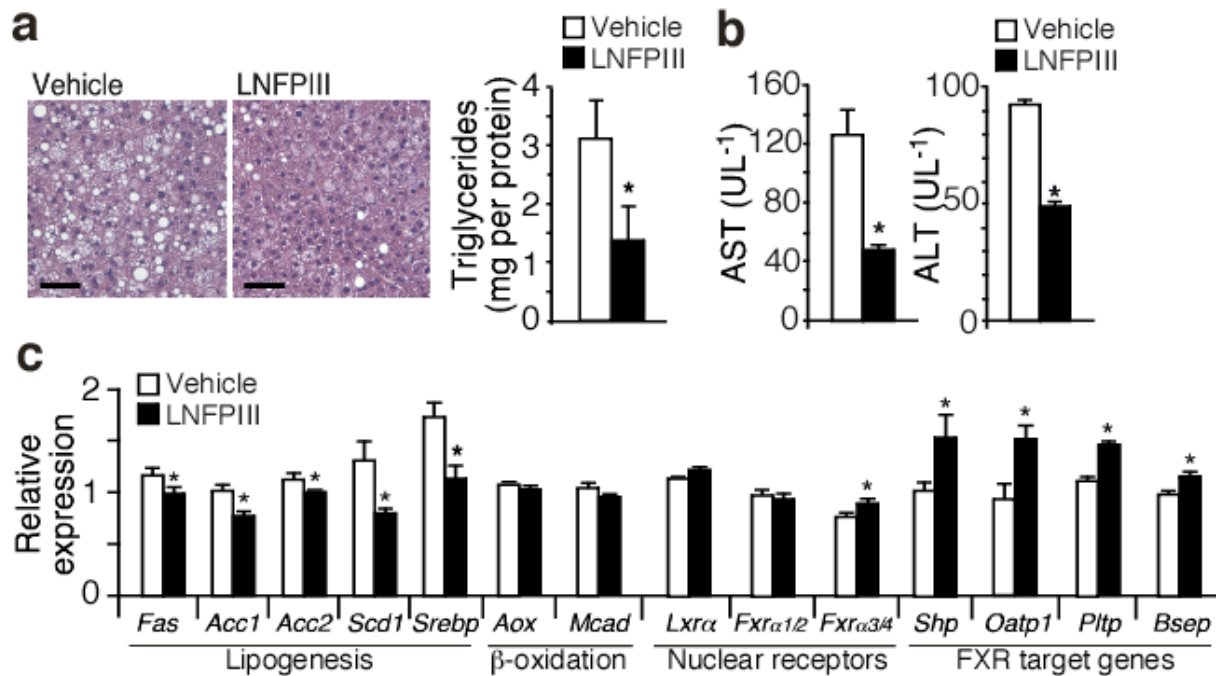 a
Vehicle
LNFPIII
Vehicle LNFPIII
Triglycerides
(mg per protein)
4
3
2
1
0
*
b
Vehicle
LNFPIII
AST (UL-1)
160
120
80
40
0
*
ALT (UL-1)
100
50
0
*
c
Vehicle
LNFPIII
Relative
expression
2
1
0
* * * * * * * * * *
Fas Acc1 Acc2 Scd1 Srebp Aox Mcad Lxrα Fxrα1/2 Fxrα3/4 Shp Oatp1 Pltp Bsep
Lipogenesis β-oxidation Nuclear receptors FXR target genes